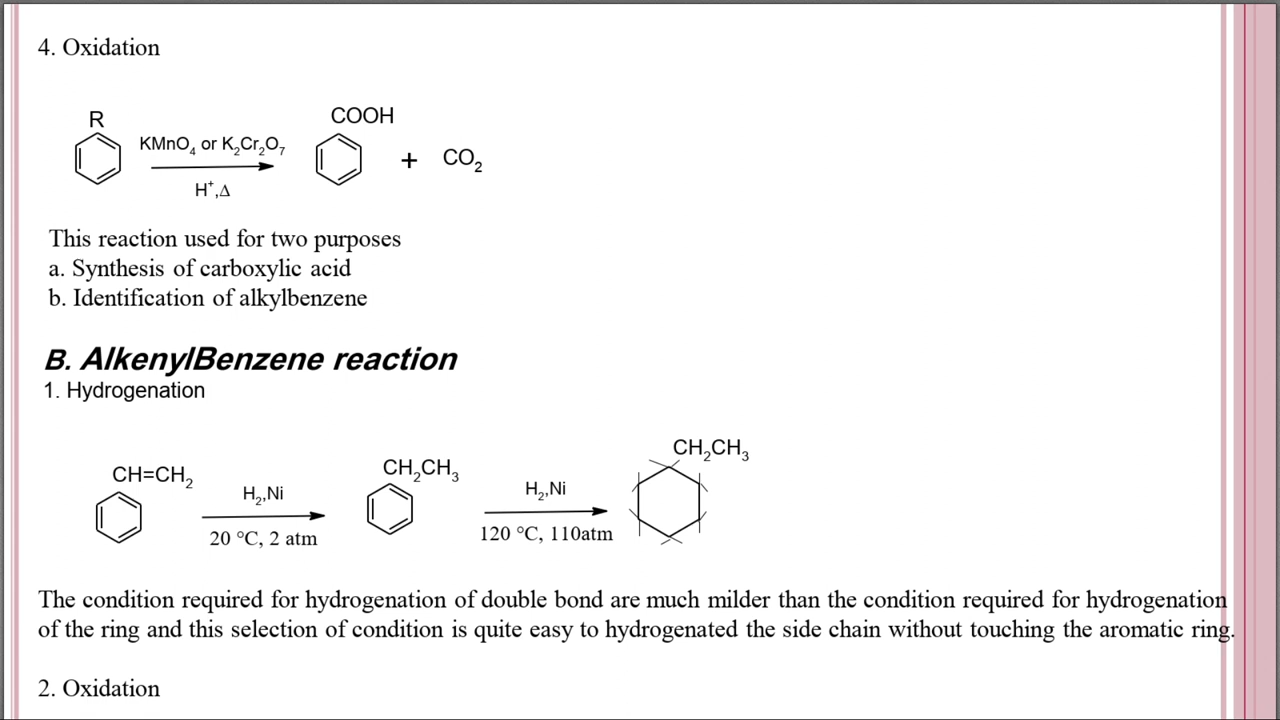 4. Oxidation
R
COOH
KMnO4 or K2Cr2O7
+ CO2
H+,Δ
This reaction used for two purposes
a. Synthesis of carboxylic acid
b. Identification of alkylbenzene
B. AlkenylBenzene reaction
1. Hydrogenation
CH=CH2
H2,Ni
20 °C, 2 atm
CH2CH3
H2,Ni
120 °C, 110atm
CH2CH3
The condition required for hydrogenation of double bond are much milder than the condition required for hydrogenation
of the ring and this selection of condition is quite easy to hydrogenated the side chain without touching the aromatic ring.
2. Oxidation